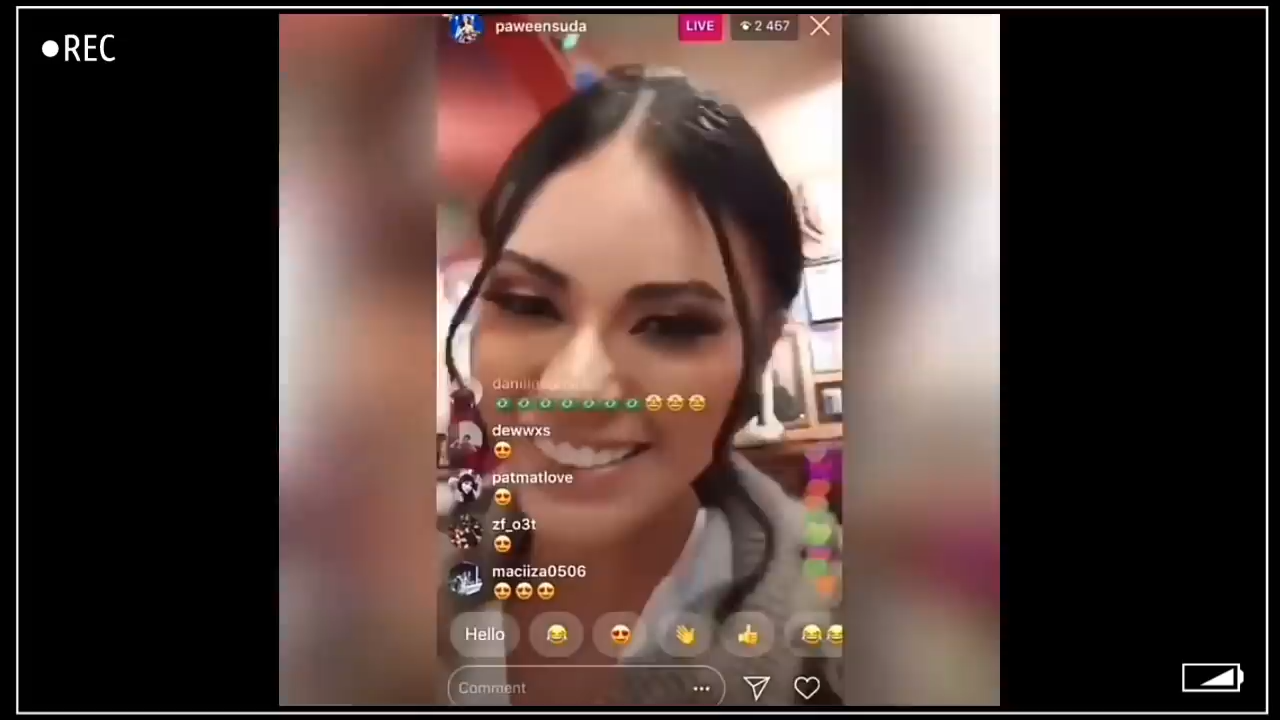 REC
paweensuda
LIVE
2 467
dewwxs
patmatlove
zf_o3t
maciiza0506
Hello
Comment